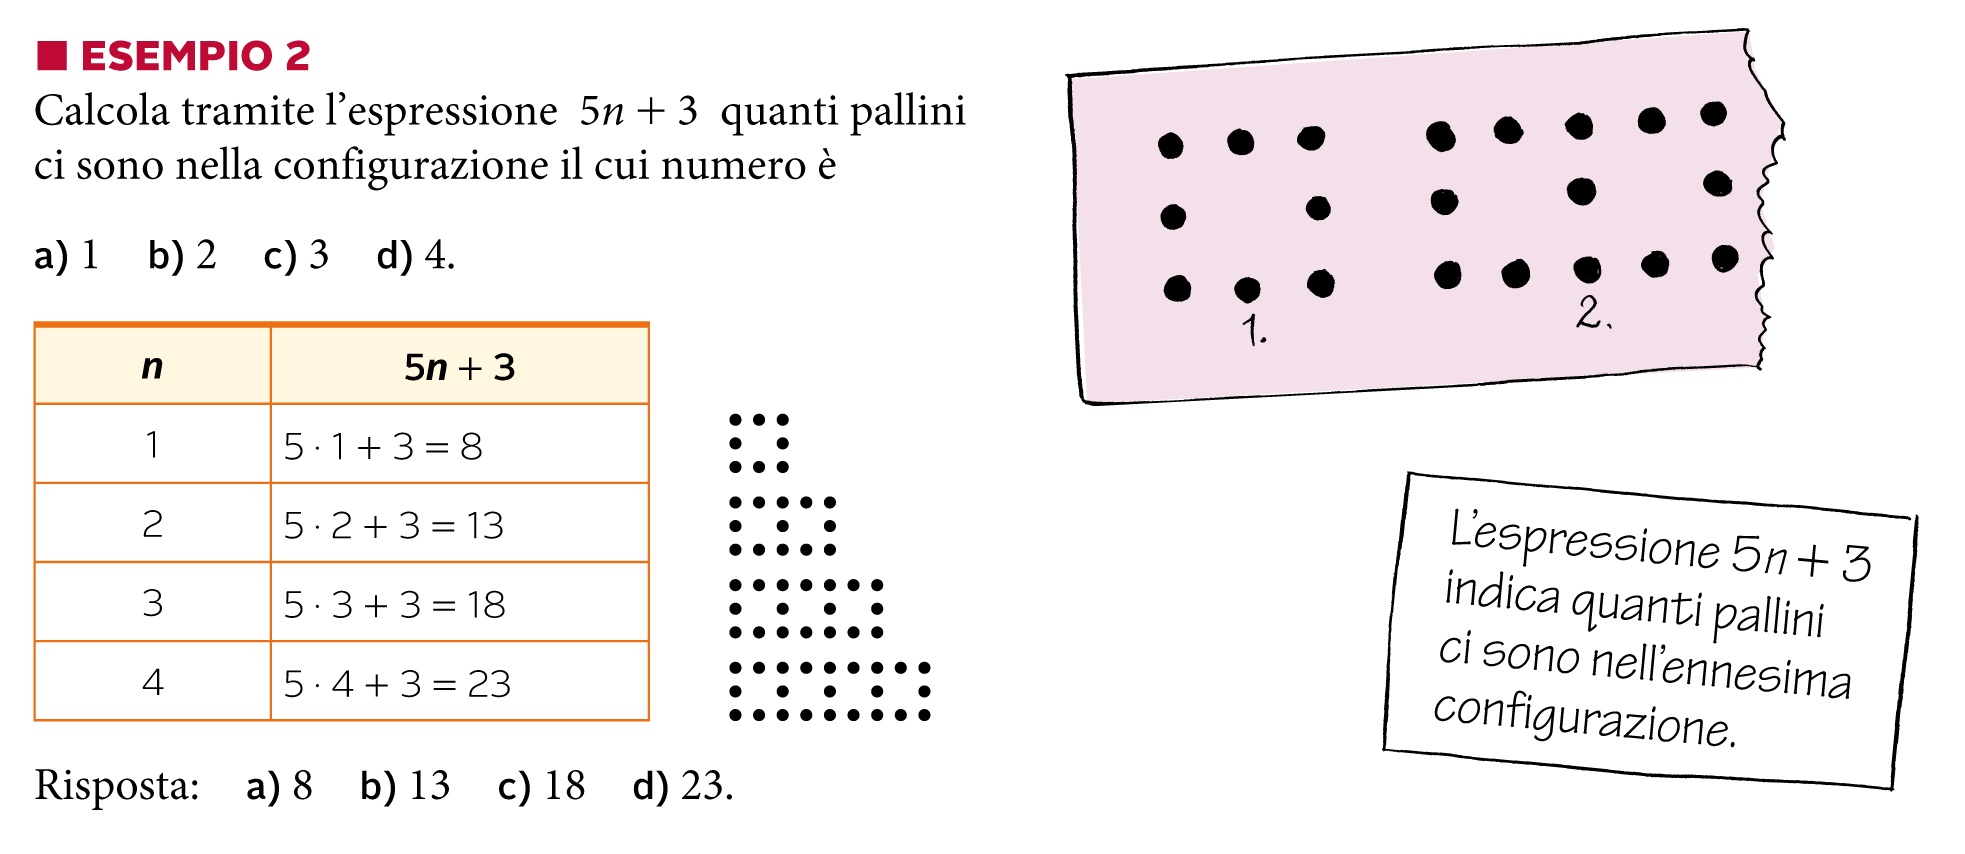 ■ ESEMPIO 2
Calcola tramite l'espressione 5n + 3 quanti pallini
ci sono nella configurazione il cui numero è
a) 1 b) 2 c) 3 d) 4.
n 5n + 3
1 5 · 1 + 3 = 8
2 5 · 2 + 3 = 13
3 5 · 3 + 3 = 18
4 5 · 4 + 3 = 23
Risposta: a) 8 b) 13 c) 18 d) 23.
1. 2.
L'espressione 5n + 3
indica quanti pallini
ci sono nell'ennesima
configurazione.